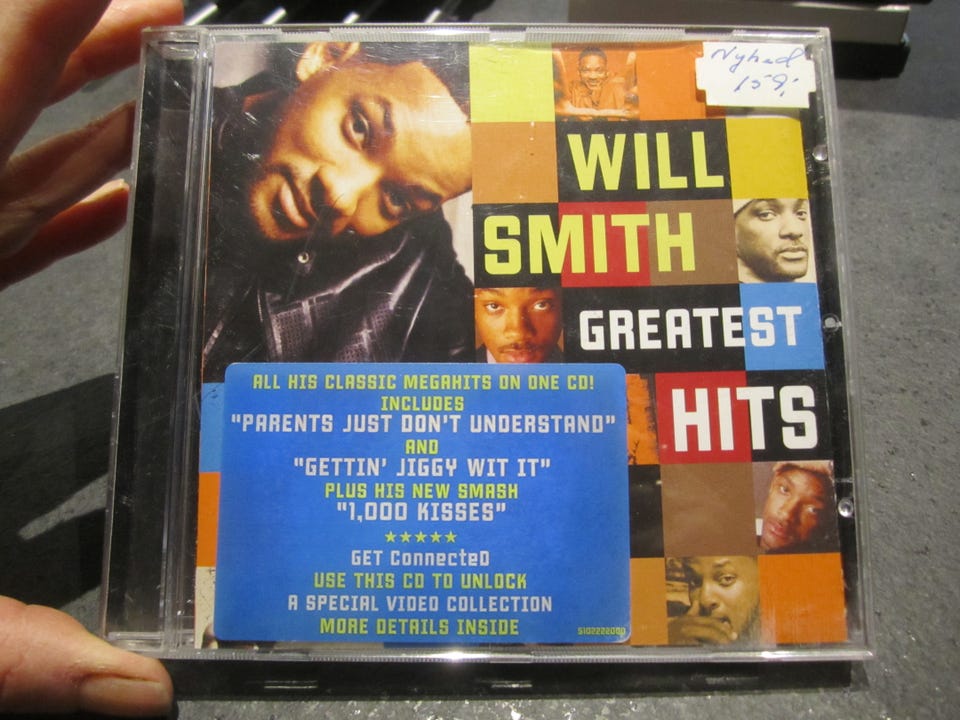 Nyhed
159,-
WILL
SMITH
GREATEST
HITS
ALL HIS CLASSIC MEGAHITS ON ONE CD!
INCLUDES
"PARENTS JUST DON'T UNDERSTAND"
AND
"GETTIN' JIGGY WIT IT"
PLUS HIS NEW SMASH
"1,000 KISSES"
★★★★★
GET ConnecteD
USE THIS CD TO UNLOCK
A SPECIAL VIDEO COLLECTION
MORE DETAILS INSIDE
5102222000